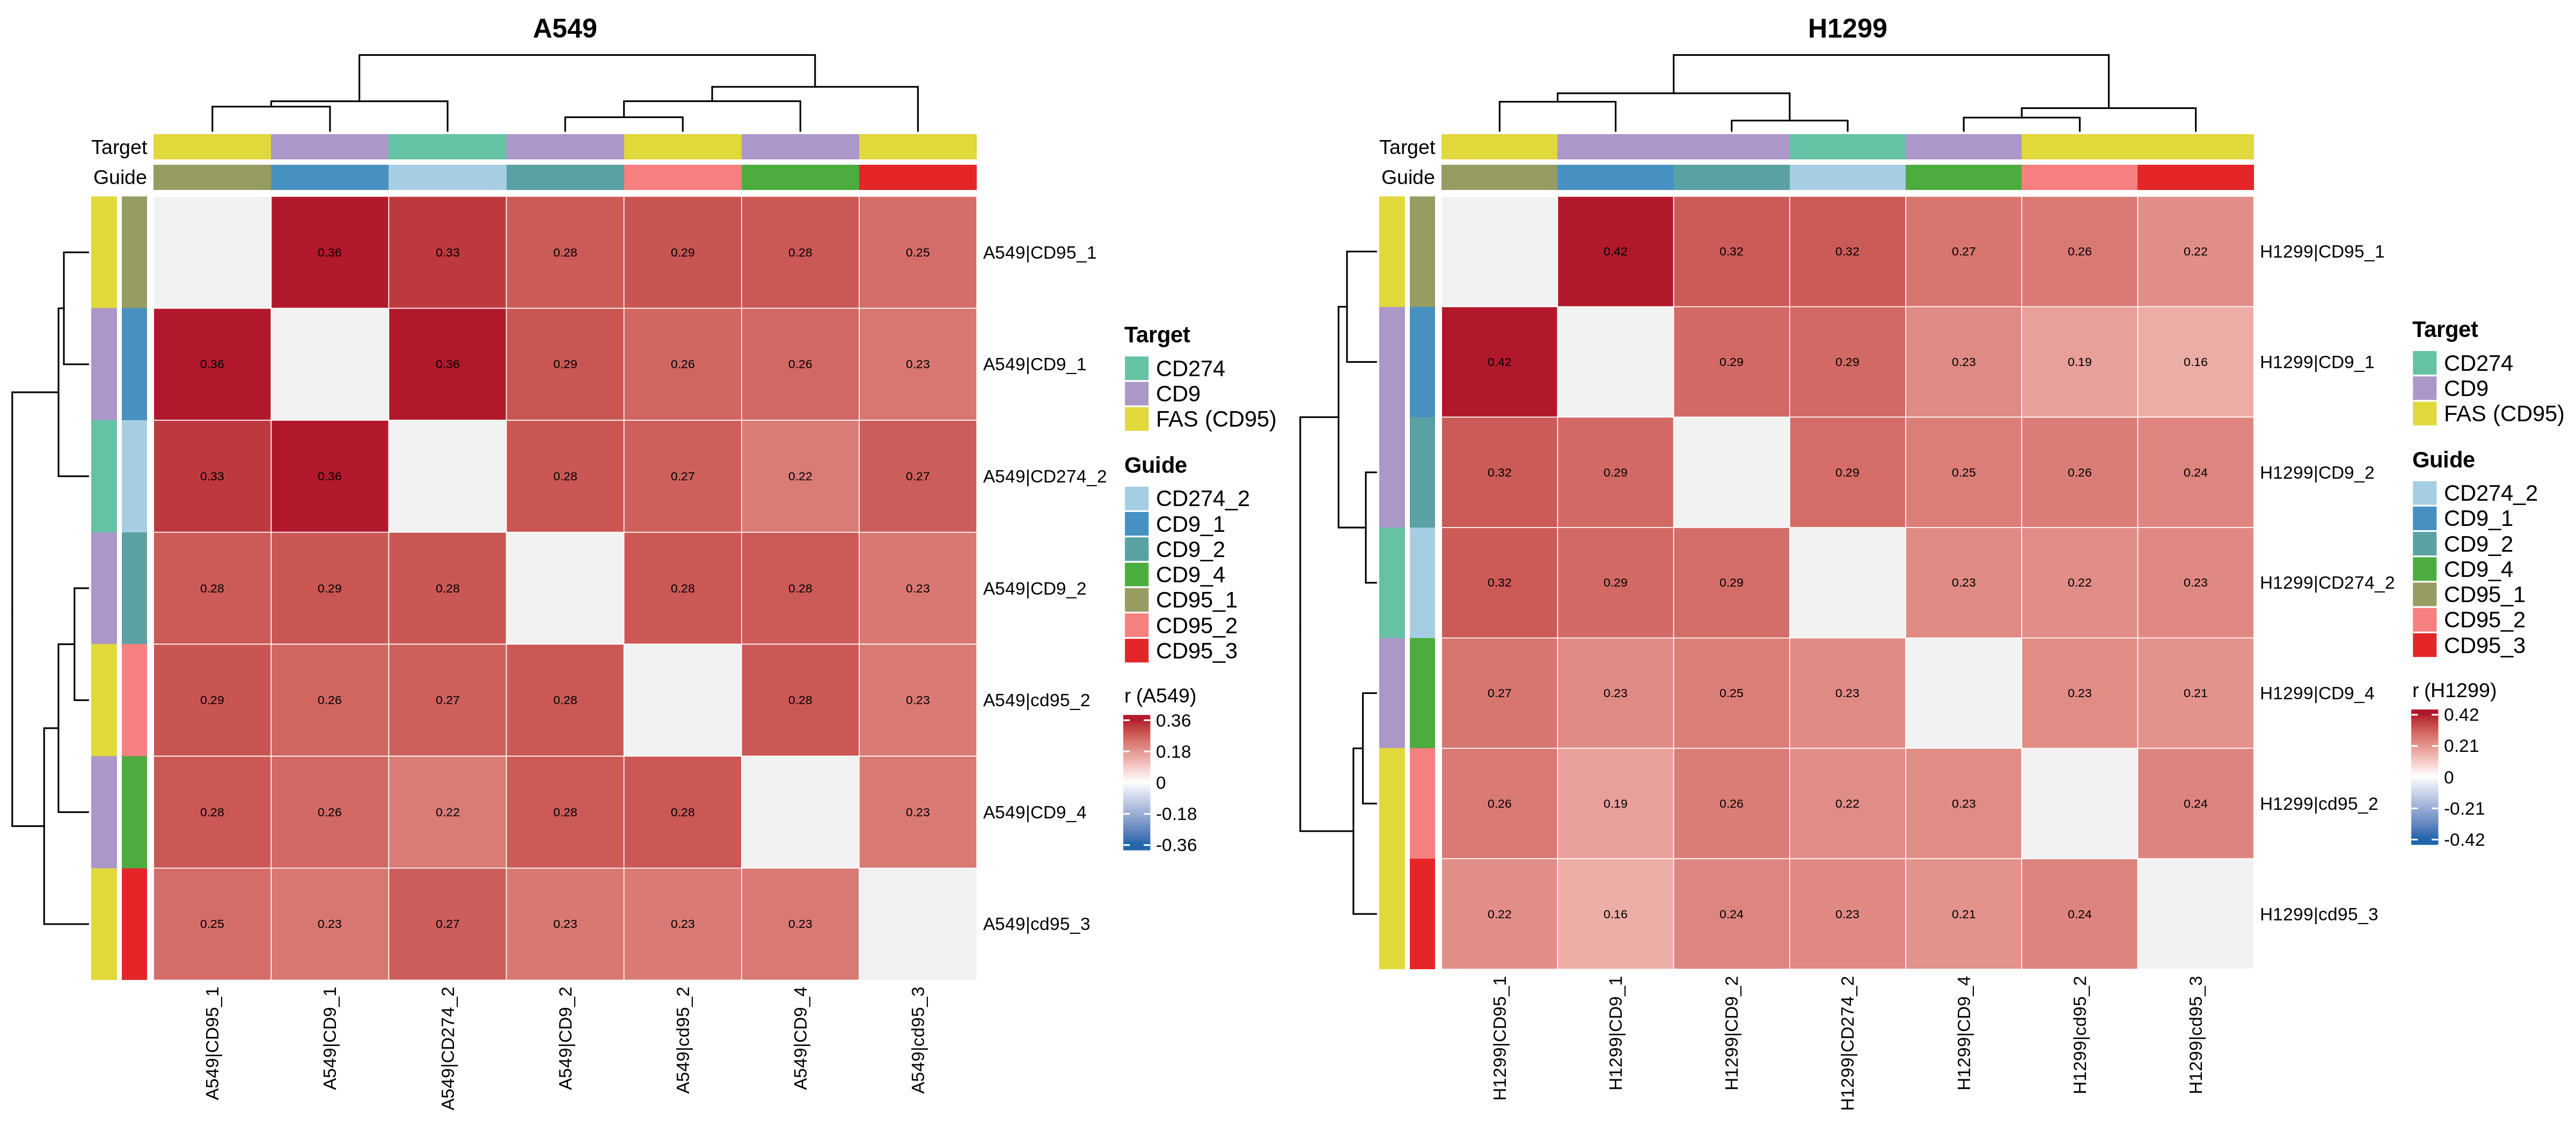 A549
Target
Guide
0.36 0.33 0.28 0.29 0.28 0.25 A549|CD95_1
0.36 0.36 0.29 0.26 0.26 0.23 A549|CD9_1
0.33 0.36 0.28 0.27 0.22 0.27 A549|CD274_2
0.28 0.29 0.28 0.28 0.28 0.23 A549|CD9_2
0.29 0.26 0.27 0.28 0.28 0.23 A549|cd95_2
0.28 0.26 0.22 0.28 0.28 0.23 A549|CD9_4
0.25 0.23 0.27 0.23 0.23 0.23 A549|cd95_3
A549|CD95_1
A549|CD9_1
A549|CD274_2
A549|CD9_2
A549|cd95_2
A549|CD9_4
A549|cd95_3
Target
CD274
CD9
FAS (CD95)
Guide
CD274_2
CD9_1
CD9_2
CD9_4
CD95_1
CD95_2
CD95_3
r (A549)
0.36
0.18
0
-0.18
-0.36
H1299
Target
Guide
0.42 0.32 0.32 0.27 0.26 0.22 H1299|CD95_1
0.42 0.29 0.29 0.23 0.19 0.16 H1299|CD9_1
0.32 0.29 0.29 0.25 0.26 0.24 H1299|CD9_2
0.32 0.29 0.29 0.23 0.22 0.23 H1299|CD274_2
0.27 0.23 0.25 0.23 0.23 0.21 H1299|CD9_4
0.26 0.19 0.26 0.22 0.23 0.24 H1299|cd95_2
0.22 0.16 0.24 0.23 0.21 0.24 H1299|cd95_3
H1299|CD95_1
H1299|CD9_1
H1299|CD9_2
H1299|CD274_2
H1299|CD9_4
H1299|cd95_2
H1299|cd95_3
Target
CD274
CD9
FAS (CD95)
Guide
CD274_2
CD9_1
CD9_2
CD9_4
CD95_1
CD95_2
CD95_3
r (H1299)
0.42
0.21
0
-0.21
-0.42